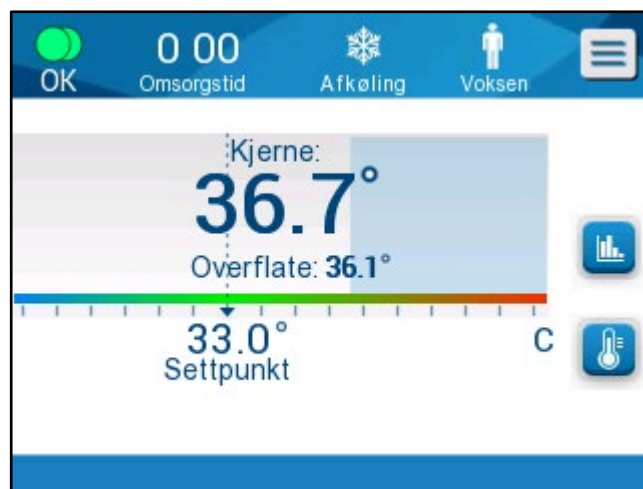 OK
0 00
Omsorgstid
Afkøling
Voksen
Kjerne:
36.7°
Overflate: 36.1°
33.0°
Settpunkt
C